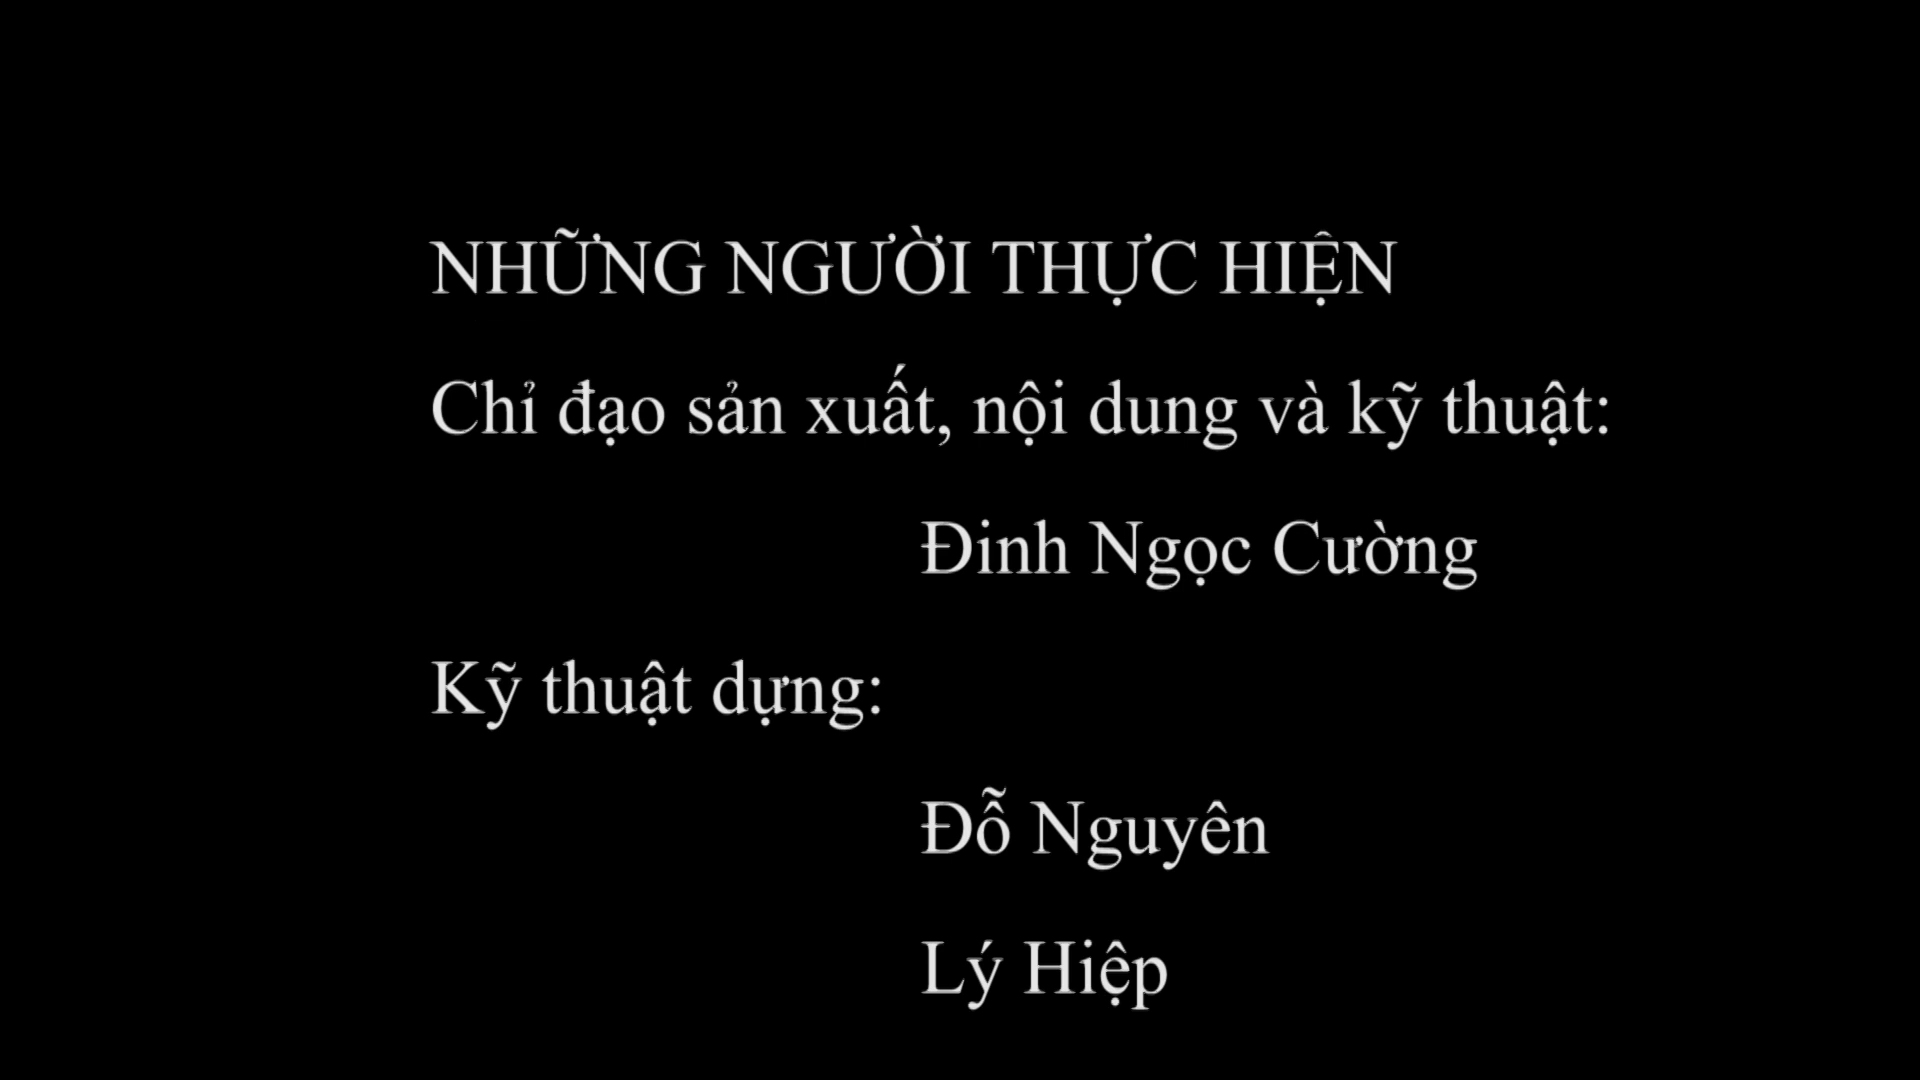 NHỮNG NGƯỜI THỰC HIỆN
Chỉ đạo sản xuất, nội dung và kỹ thuật:
Đinh Ngọc Cường
Kỹ thuật dựng:
Đỗ Nguyên
Lý Hiệp